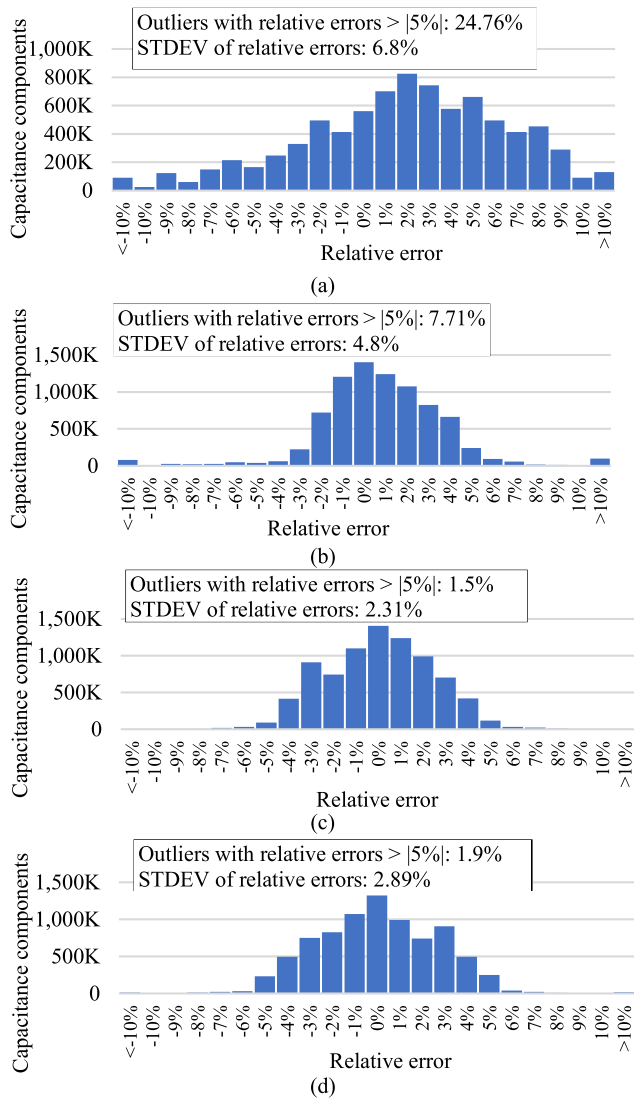 Outliers with relative errors > |5%|: 24.76%
STDEV of relative errors: 6.8%
Capacitance components
1,000K
800K
600K
400K
200K
0
<-10% -10% -9% -8% -7% -6% -5% -4% -3% -2% -1% 0% 1% 2% 3% 4% 5% 6% 7% 8% 9% 10% >10%
Relative error
(a)
Outliers with relative errors > |5%|: 7.71%
STDEV of relative errors: 4.8%
Capacitance components
1,500K
1,000K
500K
0
<-10% -10% -9% -8% -7% -6% -5% -4% -3% -2% -1% 0% 1% 2% 3% 4% 5% 6% 7% 8% 9% 10% >10%
Relative error
(b)
Outliers with relative errors > |5%|: 1.5%
STDEV of relative errors: 2.31%
Capacitance components
1,500K
1,000K
500K
0
<-10% -10% -9% -8% -7% -6% -5% -4% -3% -2% -1% 0% 1% 2% 3% 4% 5% 6% 7% 8% 9% 10% >10%
Relative error
(c)
Outliers with relative errors > |5%|: 1.9%
STDEV of relative errors: 2.89%
Capacitance components
1,500K
1,000K
500K
0
<-10% -10% -9% -8% -7% -6% -5% -4% -3% -2% -1% 0% 1% 2% 3% 4% 5% 6% 7% 8% 9% 10% >10%
Relative error
(d)